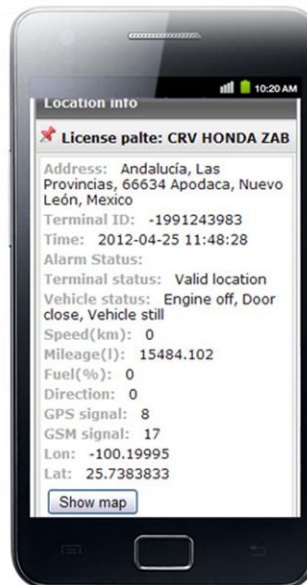 10:20 AM
Location info
License palte: CRV HONDA ZAB
Address: Andalucía, Las
Provincias, 66634 Apodaca, Nuevo
León, Mexico
Terminal ID: -1991243983
Time: 2012-04-25 11:48:28
Alarm Status:
Terminal status: Valid location
Vehicle status: Engine off, Door
close, Vehicle still
Speed(km): 0
Mileage(l): 15484.102
Fuel(%): 0
Direction: 0
GPS signal: 8
GSM signal: 17
Lon: -100.19995
Lat: 25.7383833
Show map